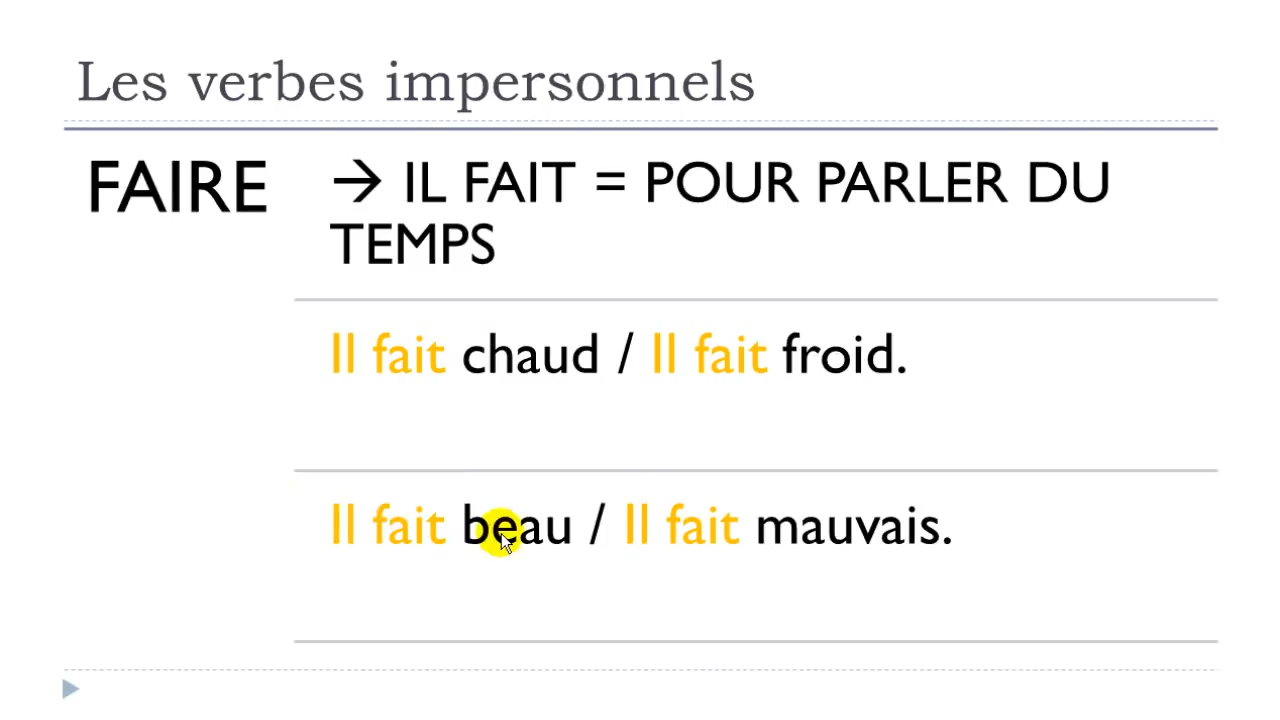 Les verbes impersonnels
FAIRE
→ IL FAIT = POUR PARLER DU
TEMPS
Il fait chaud / Il fait froid.
Il fait beau / Il fait mauvais.